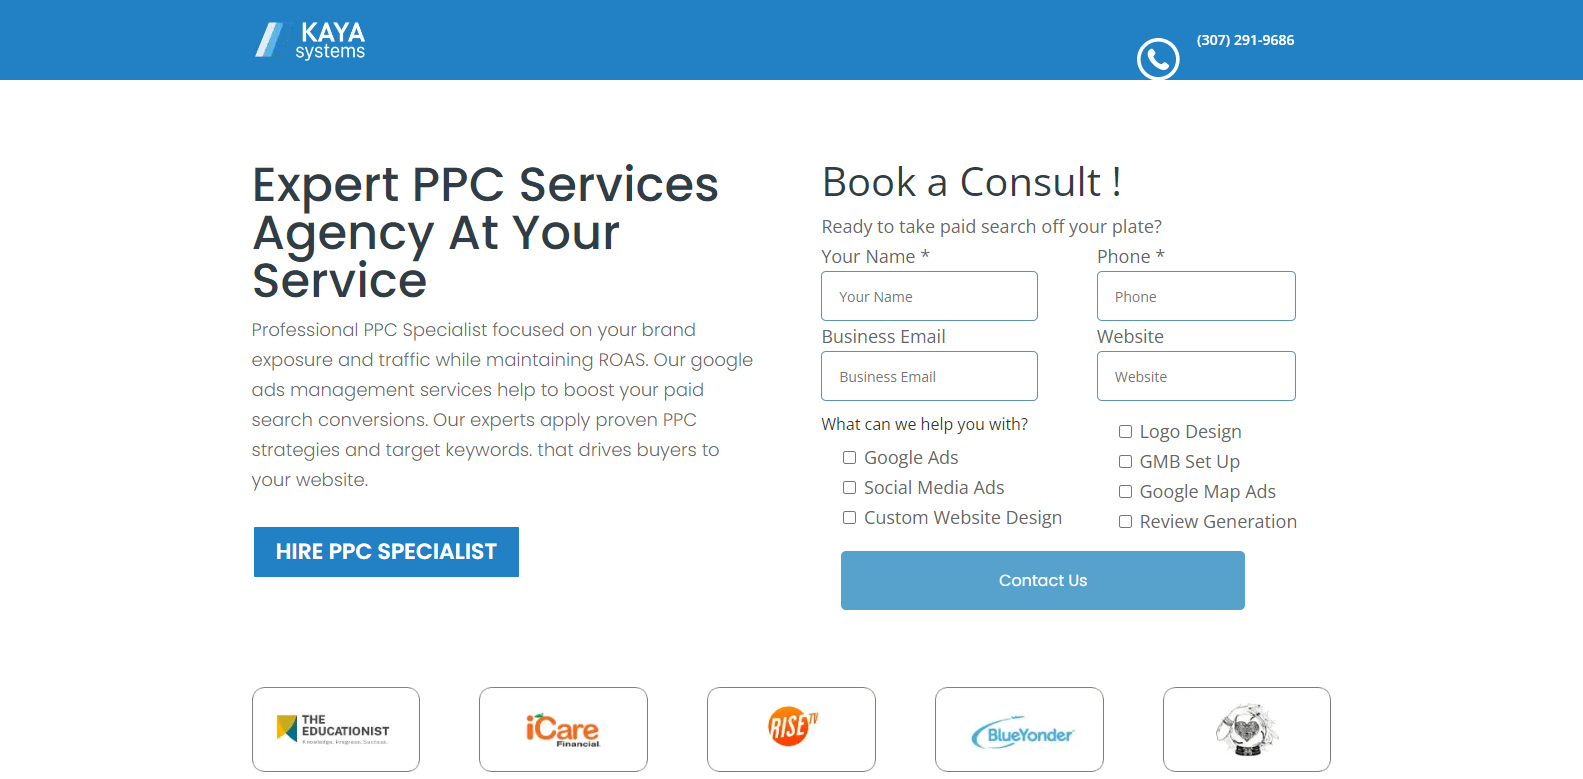 KAYA
systems
(307) 291-9686
Expert PPC Services
Agency At Your
Service
Professional PPC Specialist focused on your brand
exposure and traffic while maintaining ROAS. Our google
ads management services help to boost your paid
search conversions. Our experts apply proven PPC
strategies and target keywords. that drives buyers to
your website.
HIRE PPC SPECIALIST
Book a Consult !
Ready to take paid search off your plate?
Your Name *
Your Name
Phone *
Phone
Business Email
Business Email
Website
Website
What can we help you with?
Google Ads
Social Media Ads
Custom Website Design
Logo Design
GMB Set Up
Google Map Ads
Review Generation
Contact Us
THE
EDUCATIONIST
Knowledge. Progress. Success.
iCare
Financial
RISE TV
BlueYonder